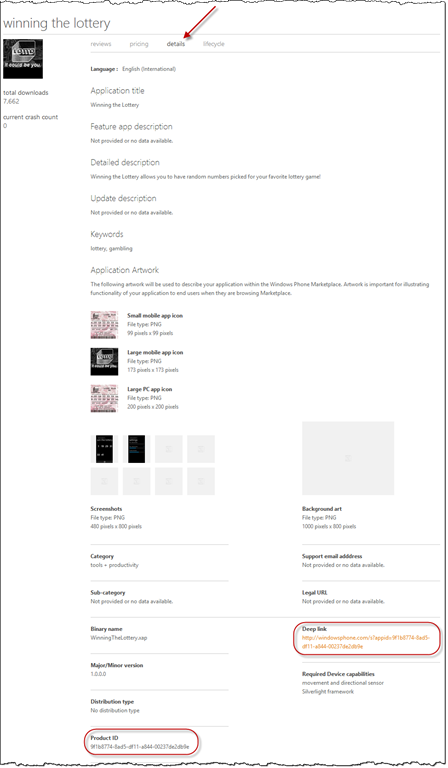 winning the lottery
reviews pricing details lifecycle
LOTTO
It could be you.
Language : English (International)
total downloads
7,662
current crash count
0
Application title
Winning the Lottery
Feature app description
Not provided or no data available.
Detailed description
Winning the Lottery allows you to have random numbers picked for your favorite lottery game!
Update description
Not provided or no data available.
Keywords
lottery, gambling
Application Artwork
The following artwork will be used to describe your application within the Windows Phone Marketplace. Artwork is important for illustrating
functionality of your application to end users when they are browsing Marketplace.
Small mobile app icon
File type: PNG
99 pixels x 99 pixels
Large mobile app icon
File type: PNG
173 pixels x 173 pixels
Large PC app icon
File type: PNG
200 pixels x 200 pixels
Screenshots
File type: PNG
480 pixels x 800 pixels
Background art
File type: PNG
1000 pixels x 800 pixels
Category
tools + productivity
Support email adddress
Not provided or no data available.
Sub-category
Not provided or no data available.
Legal URL
Not provided or no data available.
Binary name
WinningTheLottery.xap
Deep link
http://windowsphone.com/s?appid=9f1b8774-8ad5-
df11-a844-00237de2db9e
Major/Minor version
1.0.0.0
Required Device capabilities
movement and directional sensor
Silverlight framework
Distribution type
No distribution type
Product ID
9f1b8774-8ad5-df11-a844-00237de2db9e